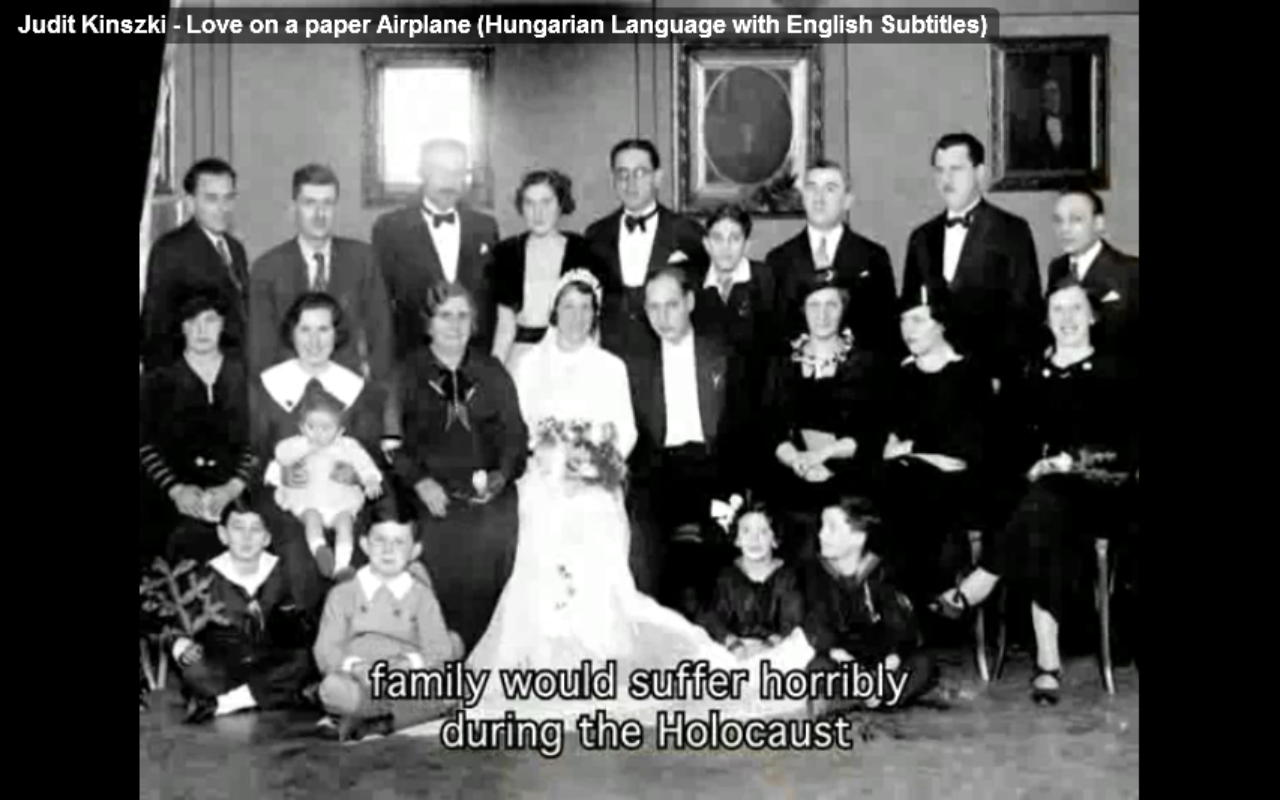 Judit Kinszki - Love on a paper Airplane (Hungarian Language with English Subtitles)
family would suffer horribly
during the Holocaust